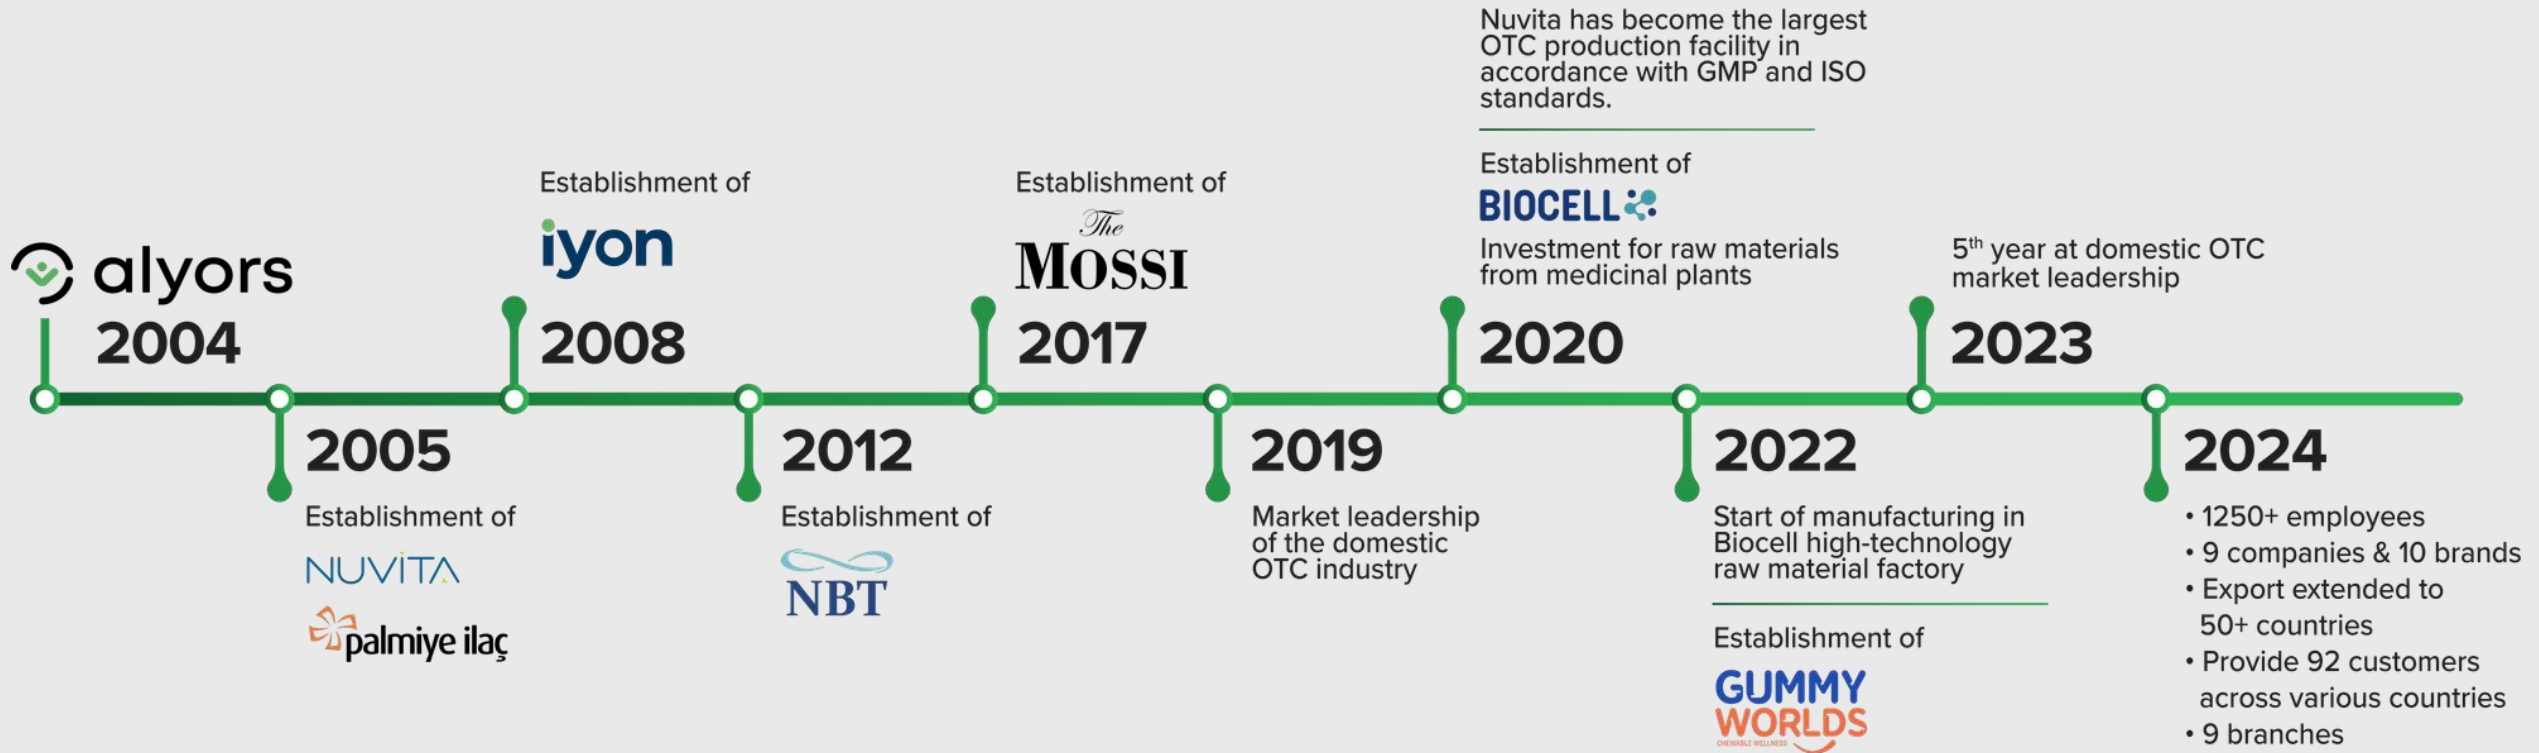 alyors
2004
2005
Establishment of
NUVİTA
palmiye ilaç
Establishment of
iyon
2008
2012
Establishment of
NBT
Establishment of
The
MOSSI
2017
2019
Market leadership
of the domestic
OTC industry
Nuvita has become the largest
OTC production facility in
accordance with GMP and ISO
standards.
Establishment of
BIOCELL
Investment for raw materials
from medicinal plants
2020
2022
Start of manufacturing in
Biocell high-technology
raw material factory
Establishment of
GUMMY
WORLDS
CHEWABLE WELLNESS
5th year at domestic OTC
market leadership
2023
2024
• 1250+ employees
• 9 companies & 10 brands
• Export extended to
50+ countries
• Provide 92 customers
across various countries
• 9 branches